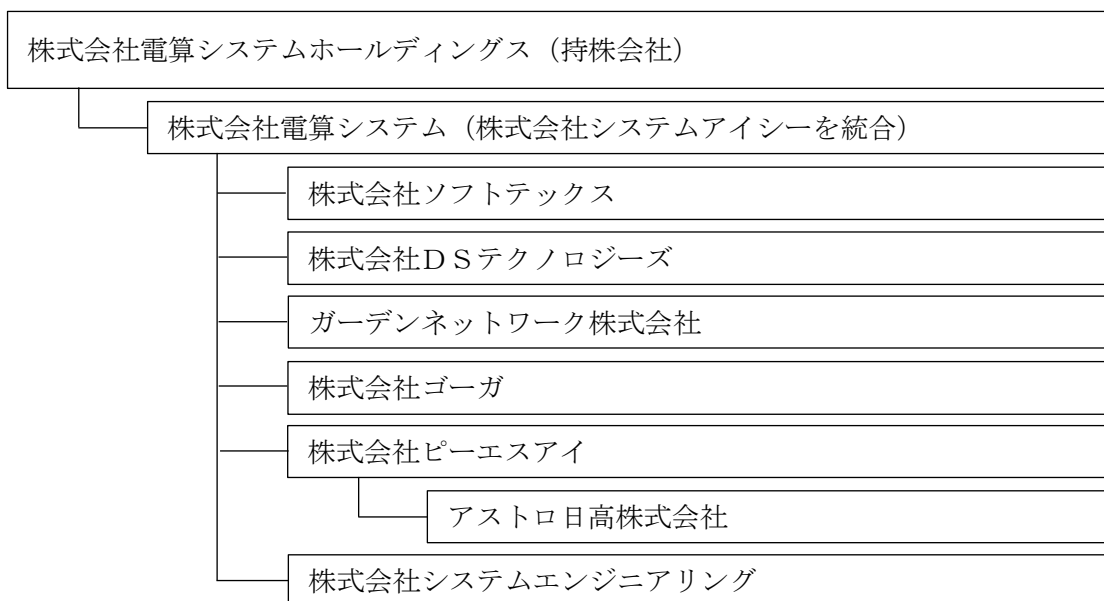 株式会社電算システムホールディングス（持株会社）
株式会社電算システム（株式会社システムアイシーを統合）
株式会社ソフトテックス
株式会社ＤＳテクノロジーズ
ガーデンネットワーク株式会社
株式会社ゴーガ
株式会社ピーエスアイ
アストロ日高株式会社
株式会社システムエンジニアリング